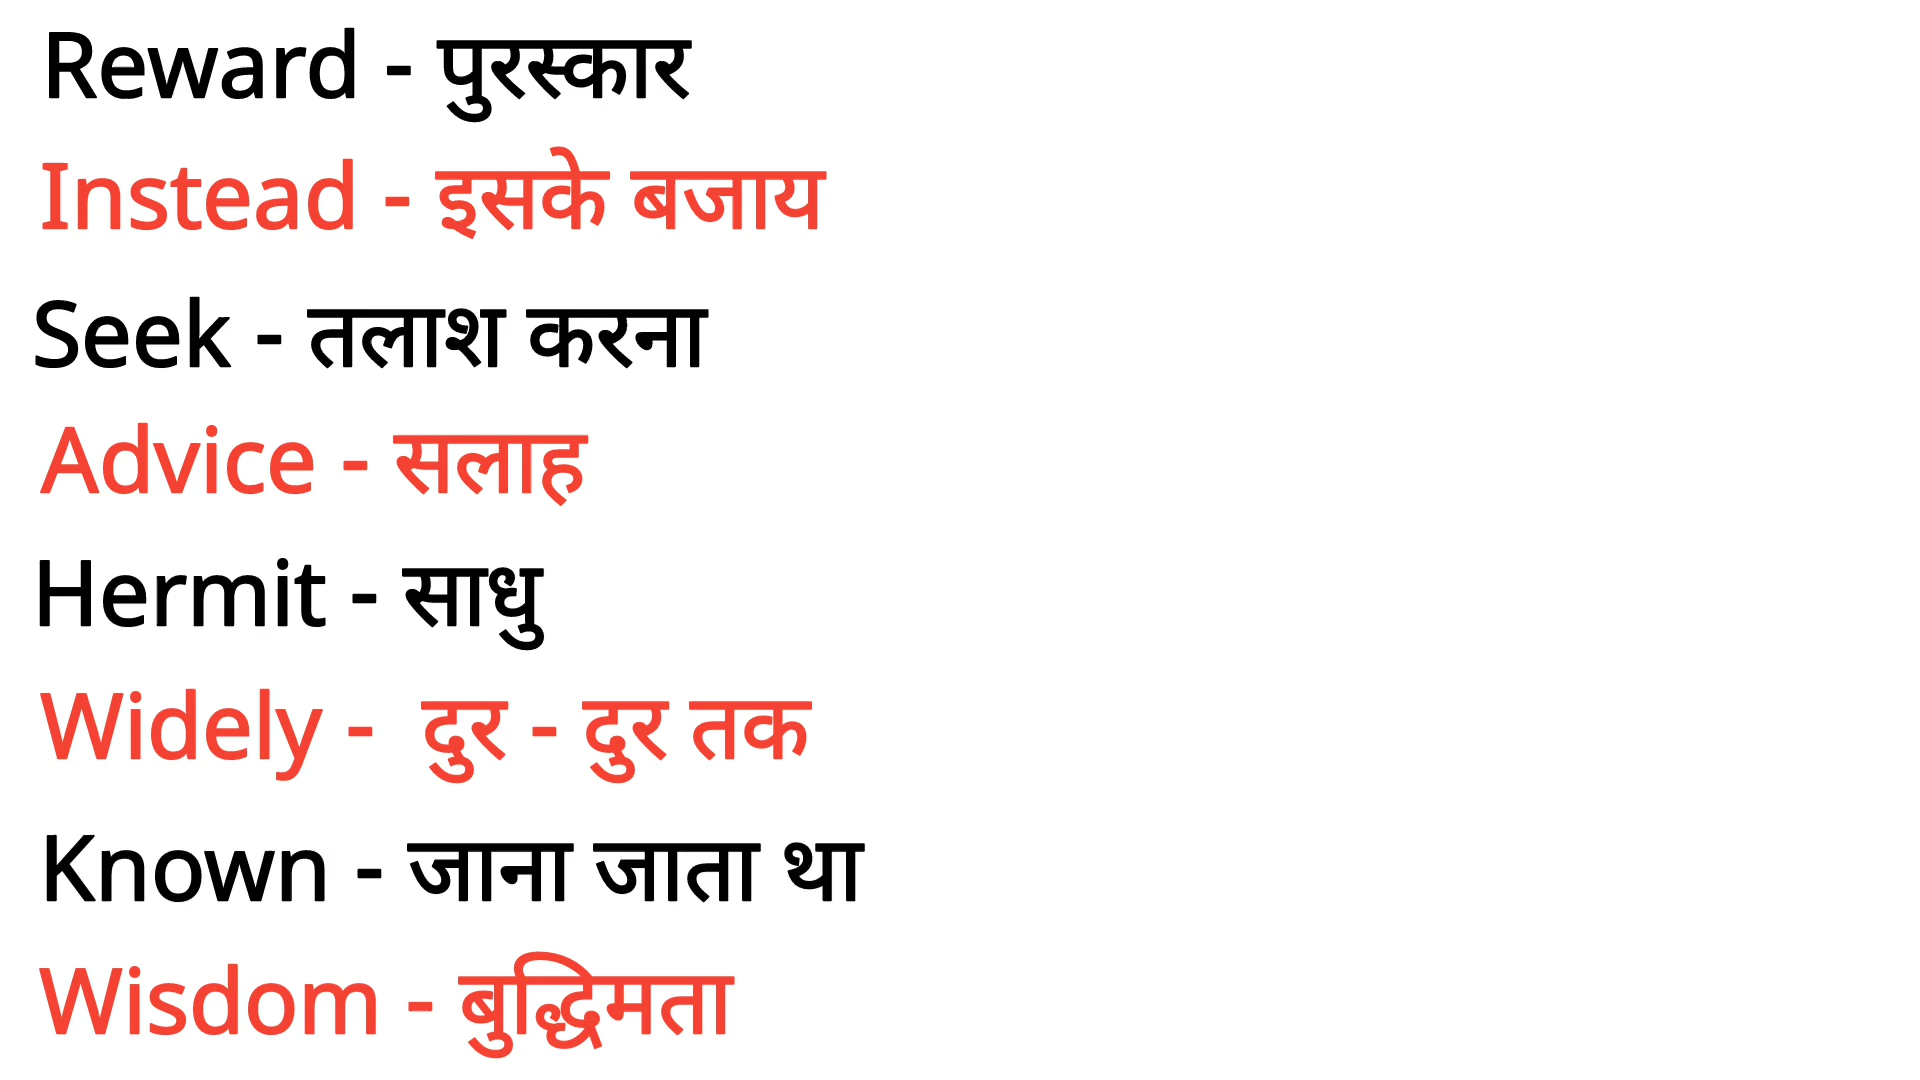 Reward - पुरस्कार
Instead - इसके बजाय
Seek - तलाश करना
Advice - सलाह
Hermit - साधु
Widely - दुर - दुर तक
Known - जाना जाता था
Wisdom - बुद्धिमता